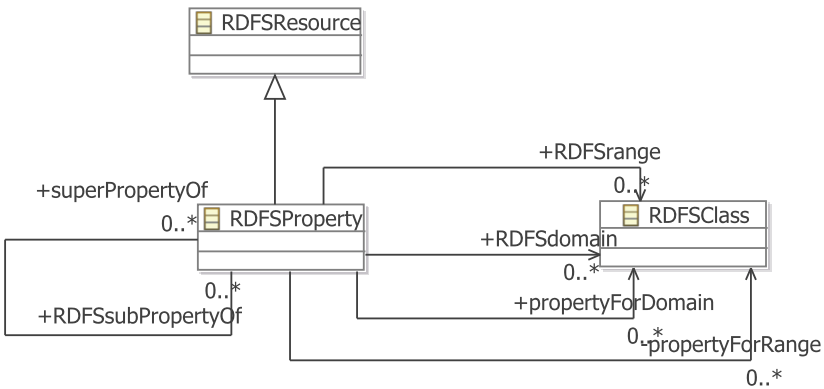 RDFSResource
+RDFSrange
0..*
+superPropertyOf
0..*
RDFSProperty
RDFSClass
+RDFSdomain
0..*
0..*
+propertyForDomain
+RDFSsubPropertyOf
0..*
-propertyForRange
0..*